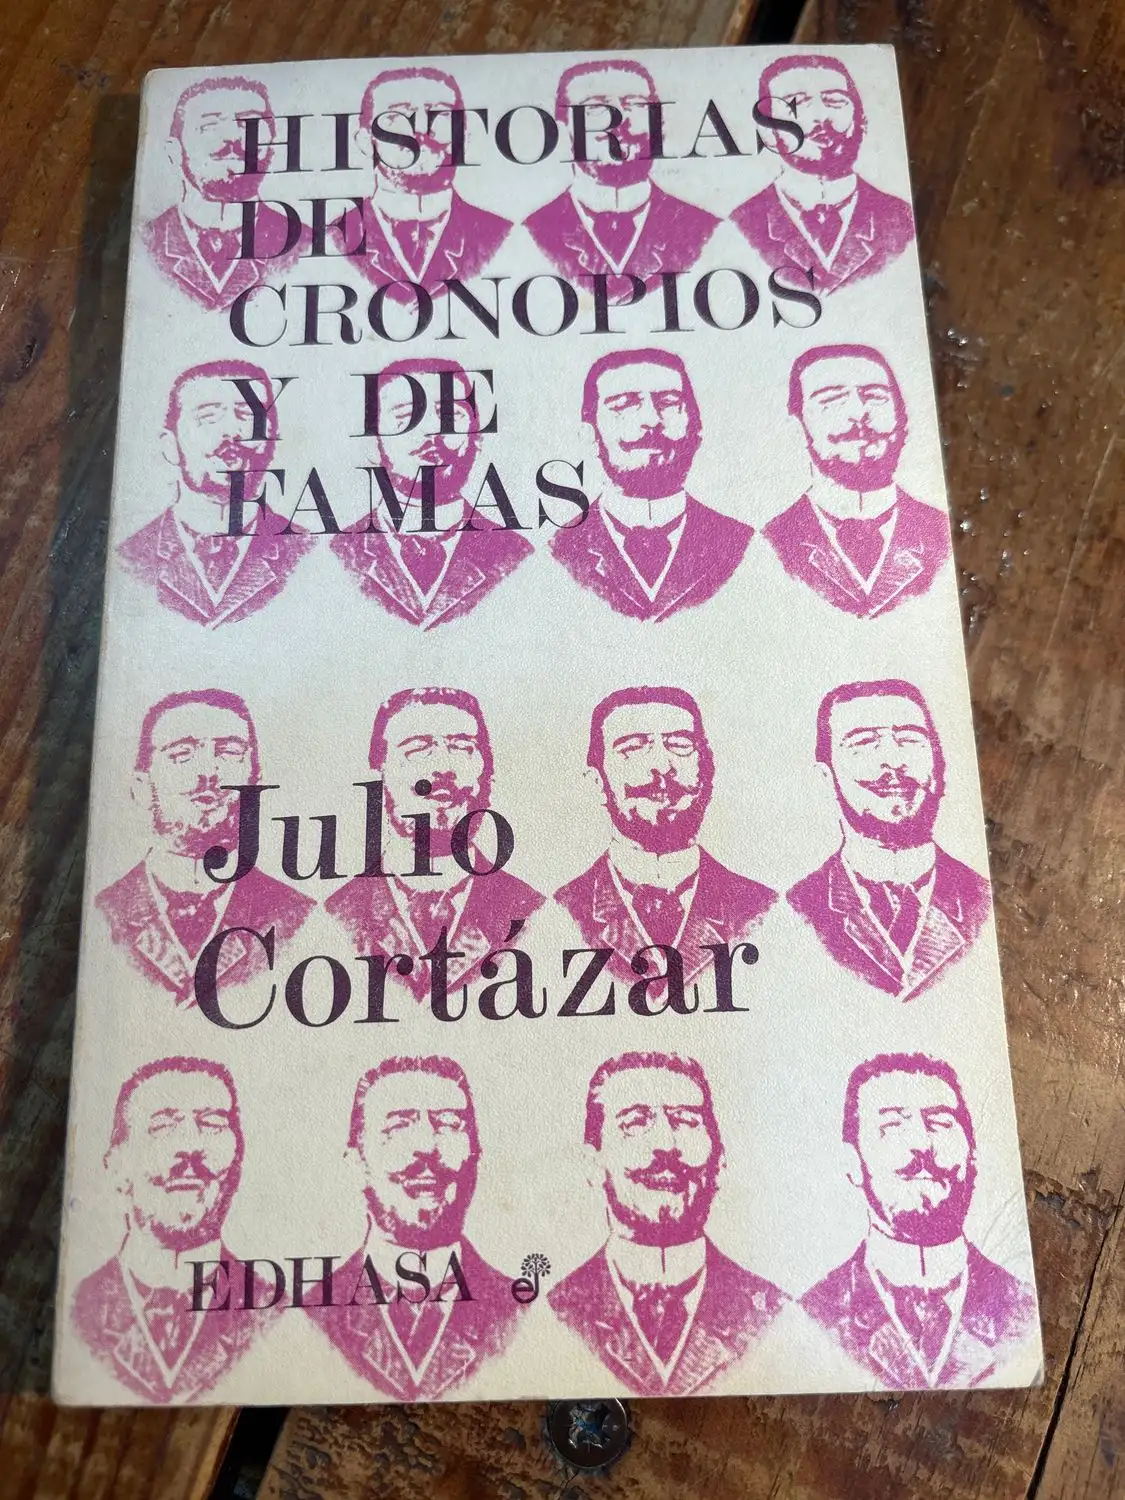 HISTORIAS
DE
CRONOPIOS
Y DE
FAMAS
Julio
Cortázar
EDHASA